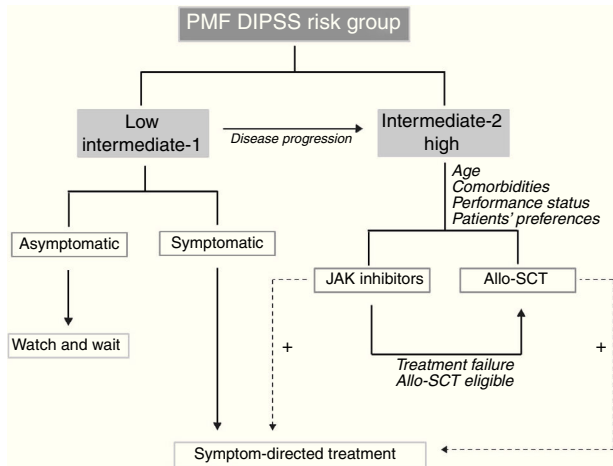 PMF DIPSS risk group
Low
intermediate-1
Disease progression
Intermediate-2
high
Age
Comorbidities
Performance status
Patients' preferences
Asymptomatic
Symptomatic
JAK inhibitors
Allo-SCT
Watch and wait
+
+
Treatment failure
Allo-SCT eligible
Symptom-directed treatment